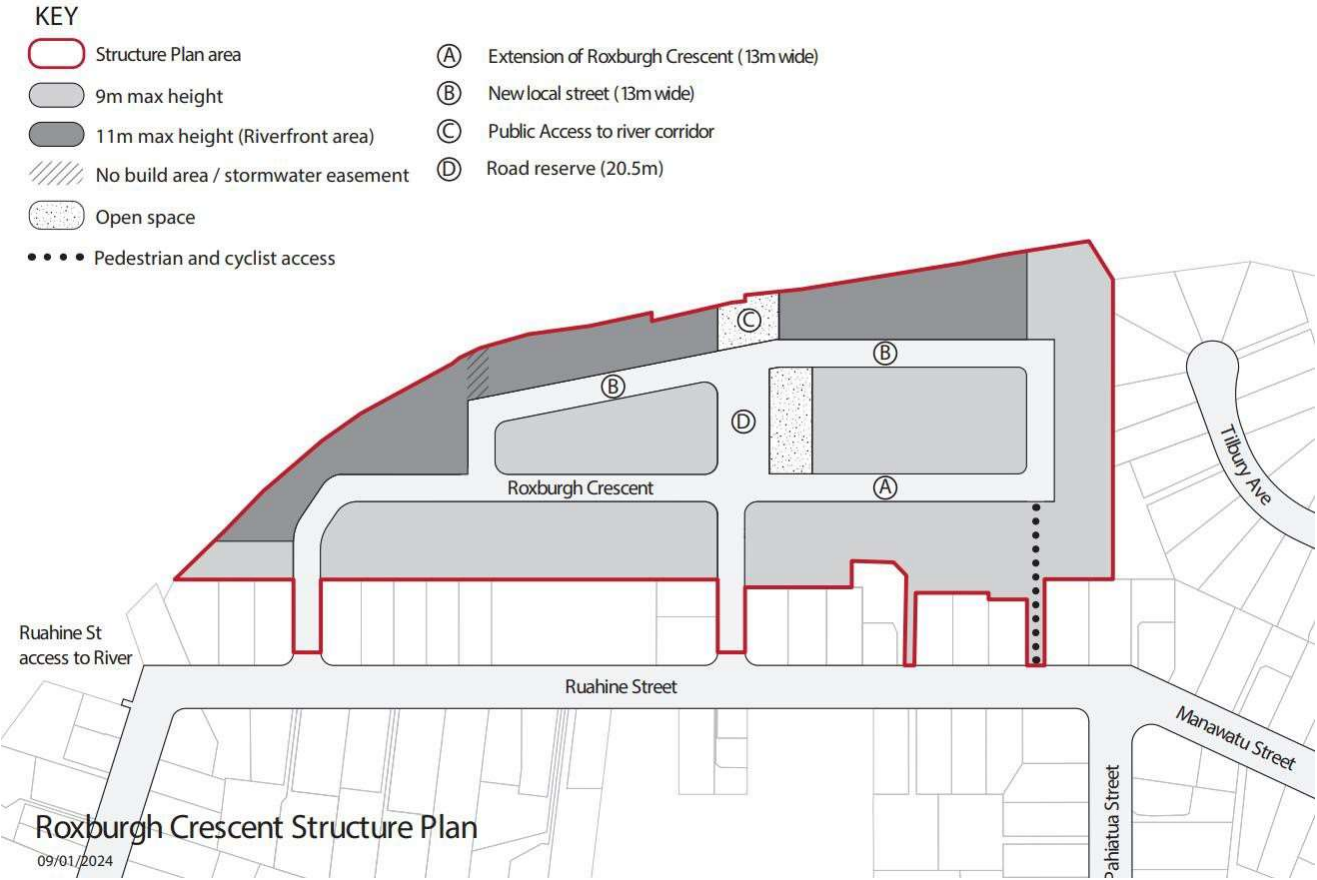 KEY
Structure Plan area
9m max height
11m max height (Riverfront area)
No build area / stormwater easement
Open space
Pedestrian and cyclist access
A Extension of Roxburgh Crescent (13m wide)
B New local street (13m wide)
C Public Access to river corridor
D Road reserve (20.5m)
C
B
B
D
Roxburgh Crescent
A
Tilbury Ave
Ruahine St
access to River
Ruahine Street
Manawatu Street
Pahiatua Street
Roxburgh Crescent Structure Plan
09/01/2024